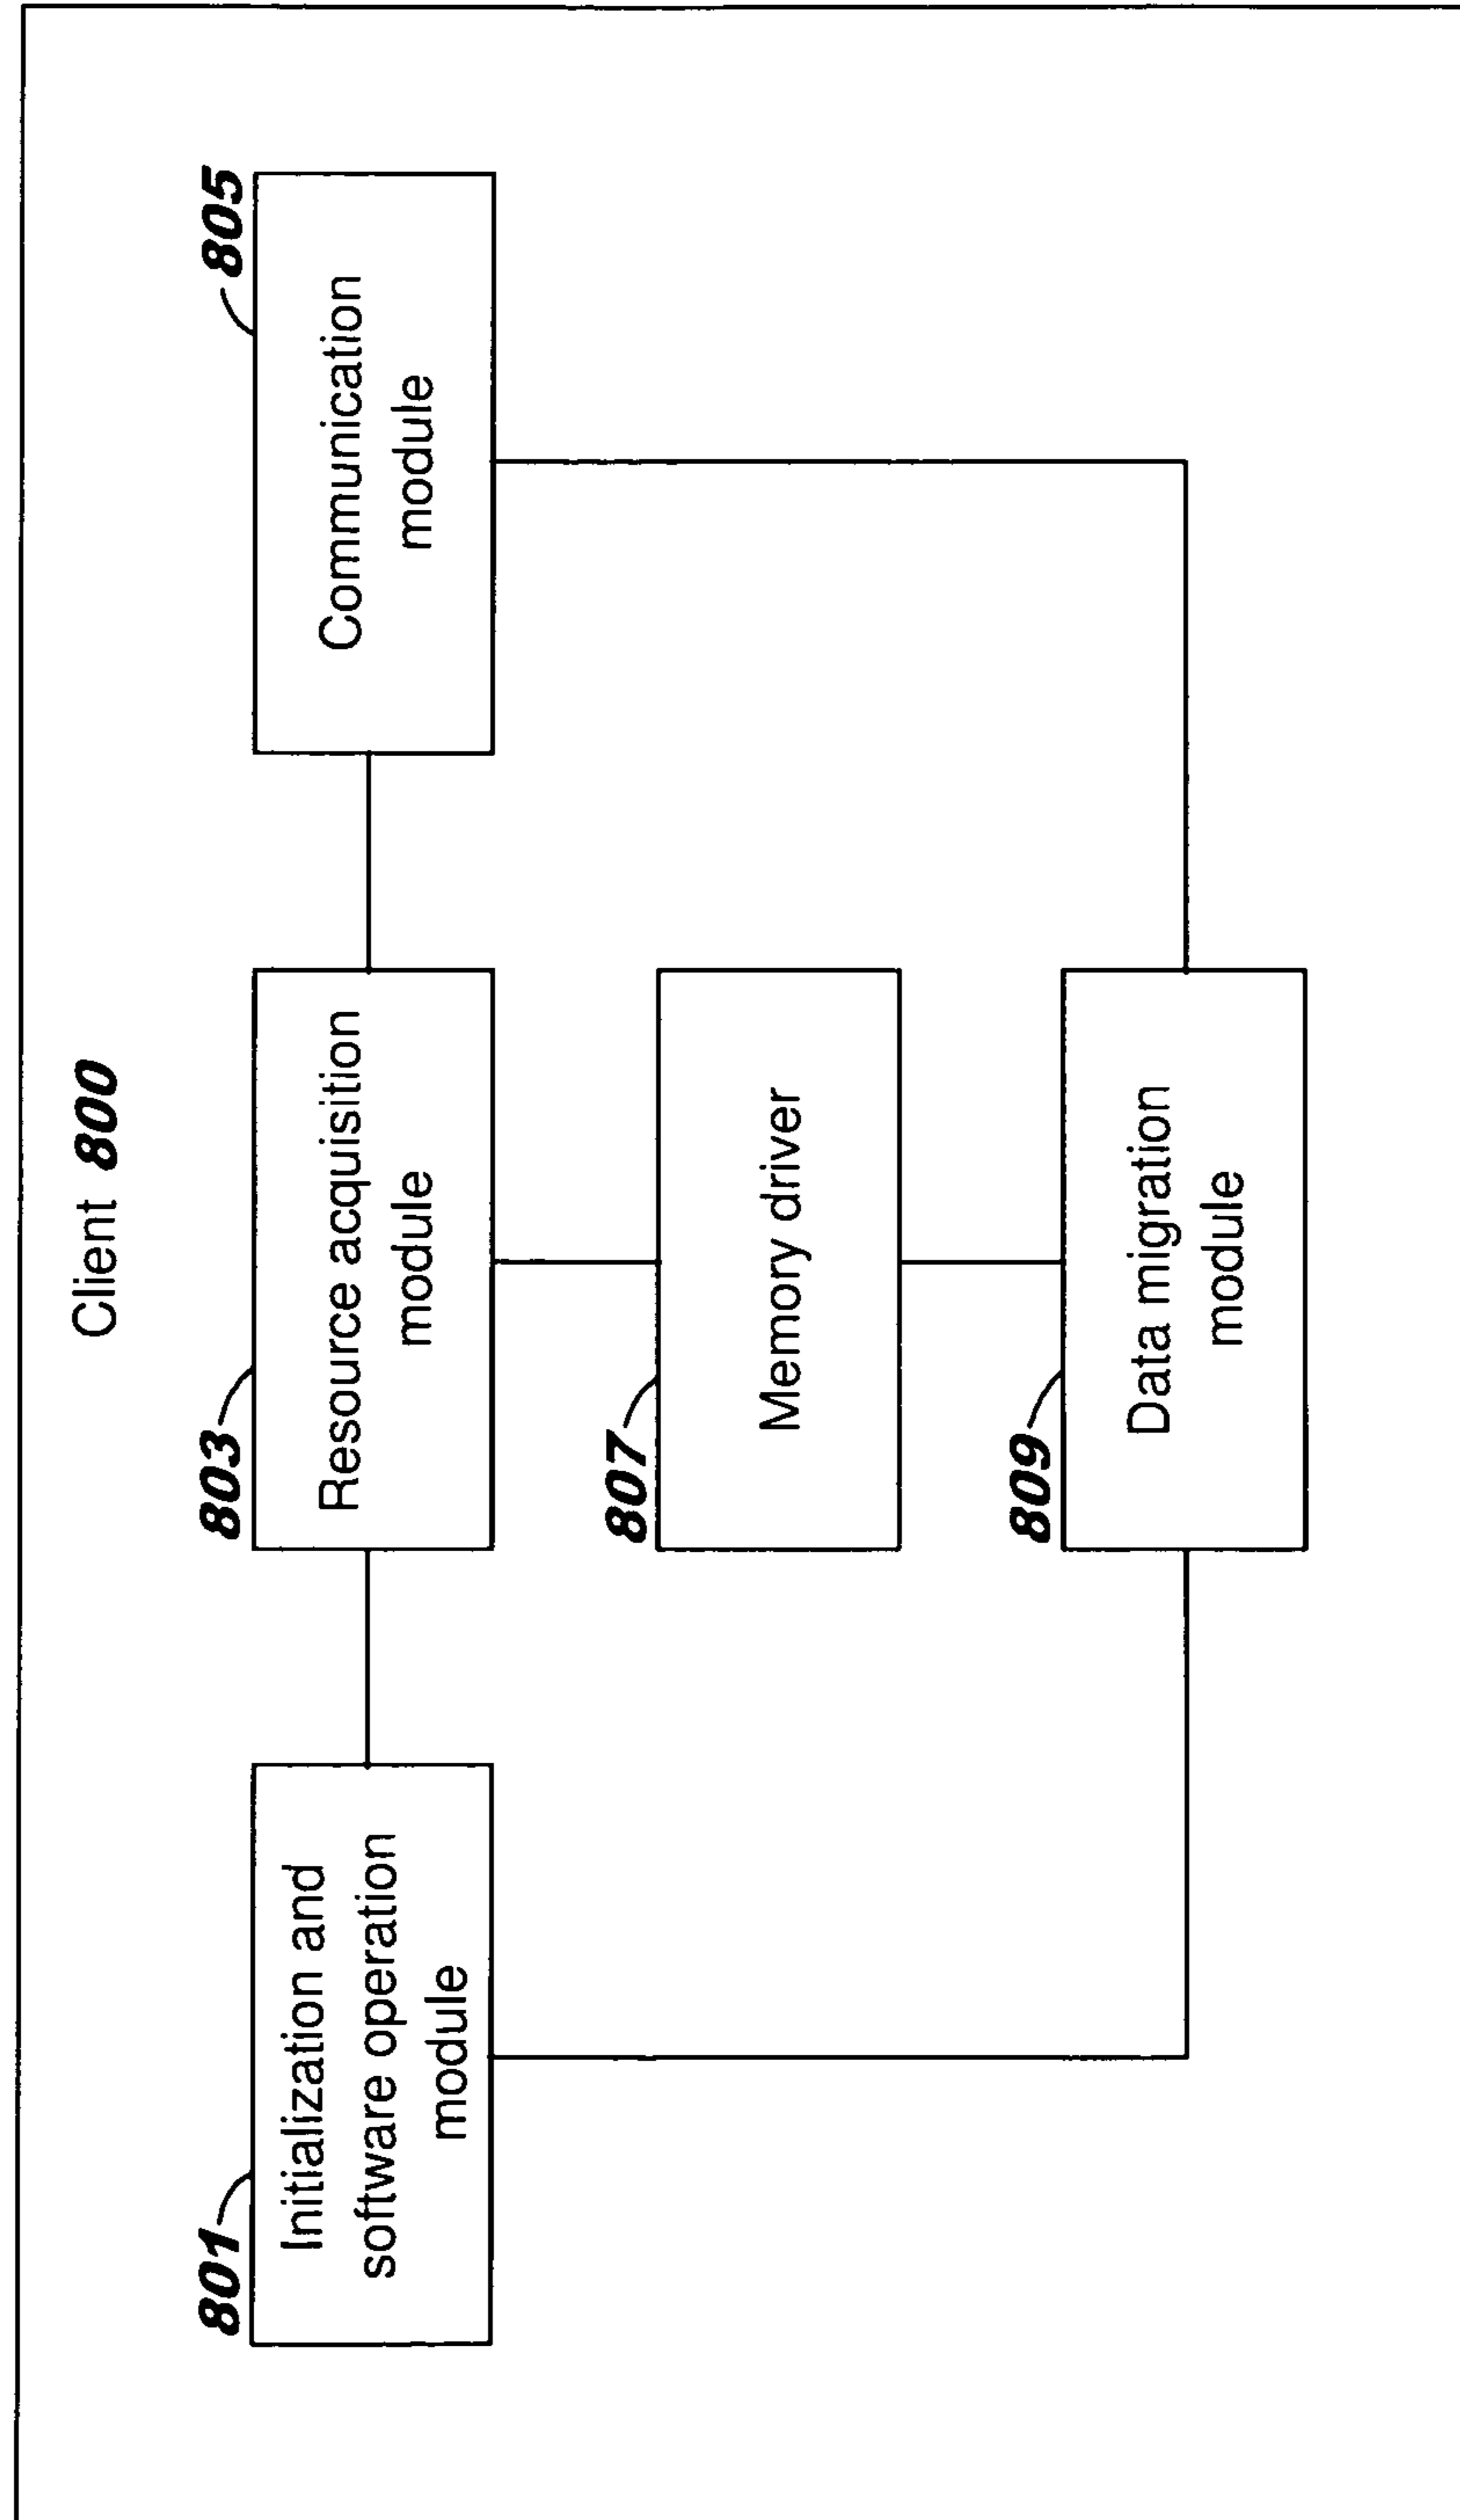 Client 800
801
Initialization and
software operation
module
803
Resource acquisition
module
805
Communication
module
807
Memory driver
809
Data migration
module